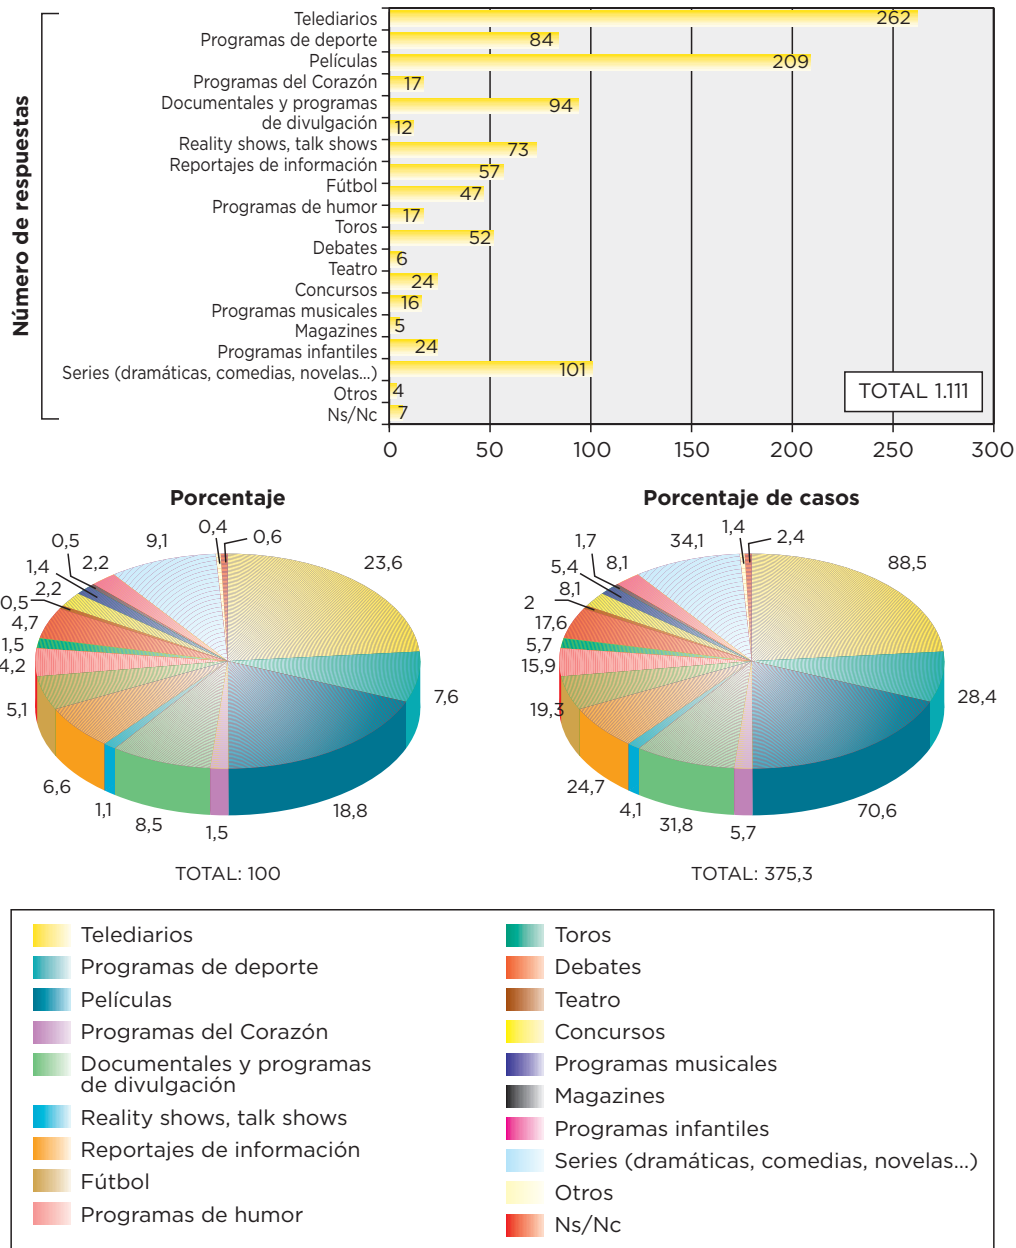 Número de respuestas
Telediarios
262
Programas de deporte
84
Películas
209
Programas del Corazón
17
Documentales y programas
94
de divulgación
12
Reality shows, talk shows
73
Reportajes de información
57
Fútbol
47
Programas de humor
17
Toros
52
Debates
6
Teatro
24
Concursos
16
Programas musicales
5
Magazines
24
Programas infantiles
101
Series (dramáticas, comedias, novelas...)
4
Otros
7
Ns/Nc
TOTAL 1.111
0 50 100 150 200 250 300
Porcentaje
0,4
0,6
23,6
7,6
18,8
1,5
8,5
1,1
6,6
5,1
4,2
1,5
4,7
0,5
2,2
1,4
0,5
2,2
9,1
TOTAL: 100
Porcentaje de casos
1,4
2,4
88,5
28,4
70,6
5,7
31,8
4,1
24,7
19,3
15,9
5,7
17,6
2
8,1
5,4
1,7
8,1
34,1
TOTAL: 375,3
Telediarios
Programas de deporte
Películas
Programas del Corazón
Documentales y programas
de divulgación
Reality shows, talk shows
Reportajes de información
Fútbol
Programas de humor
Toros
Debates
Teatro
Concursos
Programas musicales
Magazines
Programas infantiles
Series (dramáticas, comedias, novelas...)
Otros
Ns/Nc